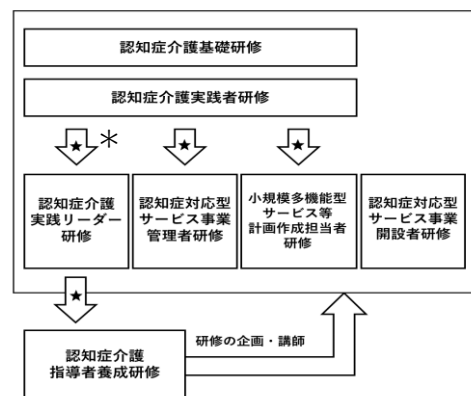 認知症介護基礎研修
認知症介護実践者研修
★ ＊ ★ ★
認知症介護
実践リーダー
研修
認知症対応型
サービス事業
管理者研修
小規模多機能型
サービス等
計画作成担当者
研修
認知症対応型
サービス事業
開設者研修
★
認知症介護
指導者養成研修
研修の企画・講師